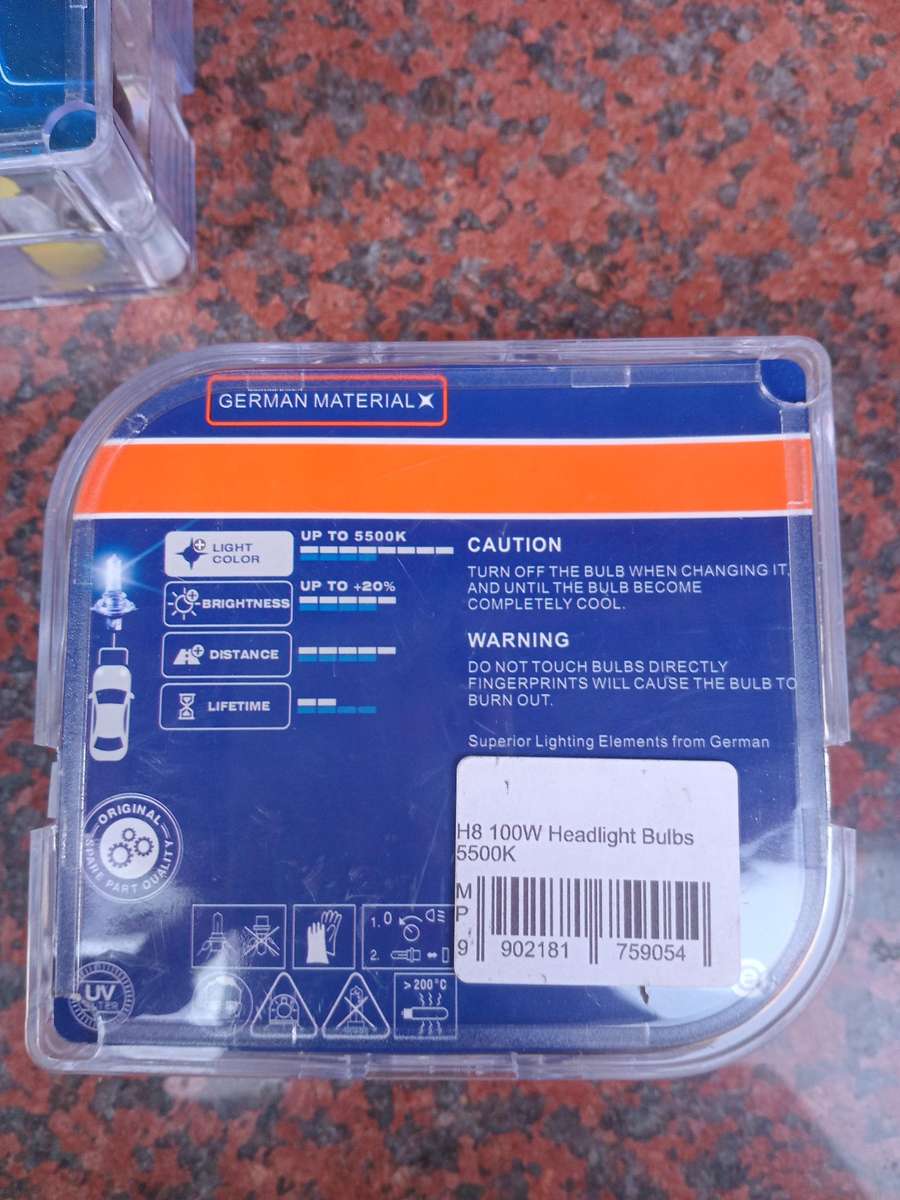 GERMAN MATERIAL
LIGHT
COLOR
UP TO 5500K
BRIGHTNESS
UP TO +20%
DISTANCE
LIFETIME
CAUTION
TURN OFF THE BULB WHEN CHANGING IT,
AND UNTIL THE BULB BECOME
COMPLETELY COOL.
WARNING
DO NOT TOUCH BULBS DIRECTLY
FINGERPRINTS WILL CAUSE THE BULB TO
BURN OUT.
Superior Lighting Elements from German
H8 100W Headlight Bulbs
5500K
MP
9 902181 759054
ORIGINAL
SPARE PART QUALITY
1. 0
2.
UV
> 200°C